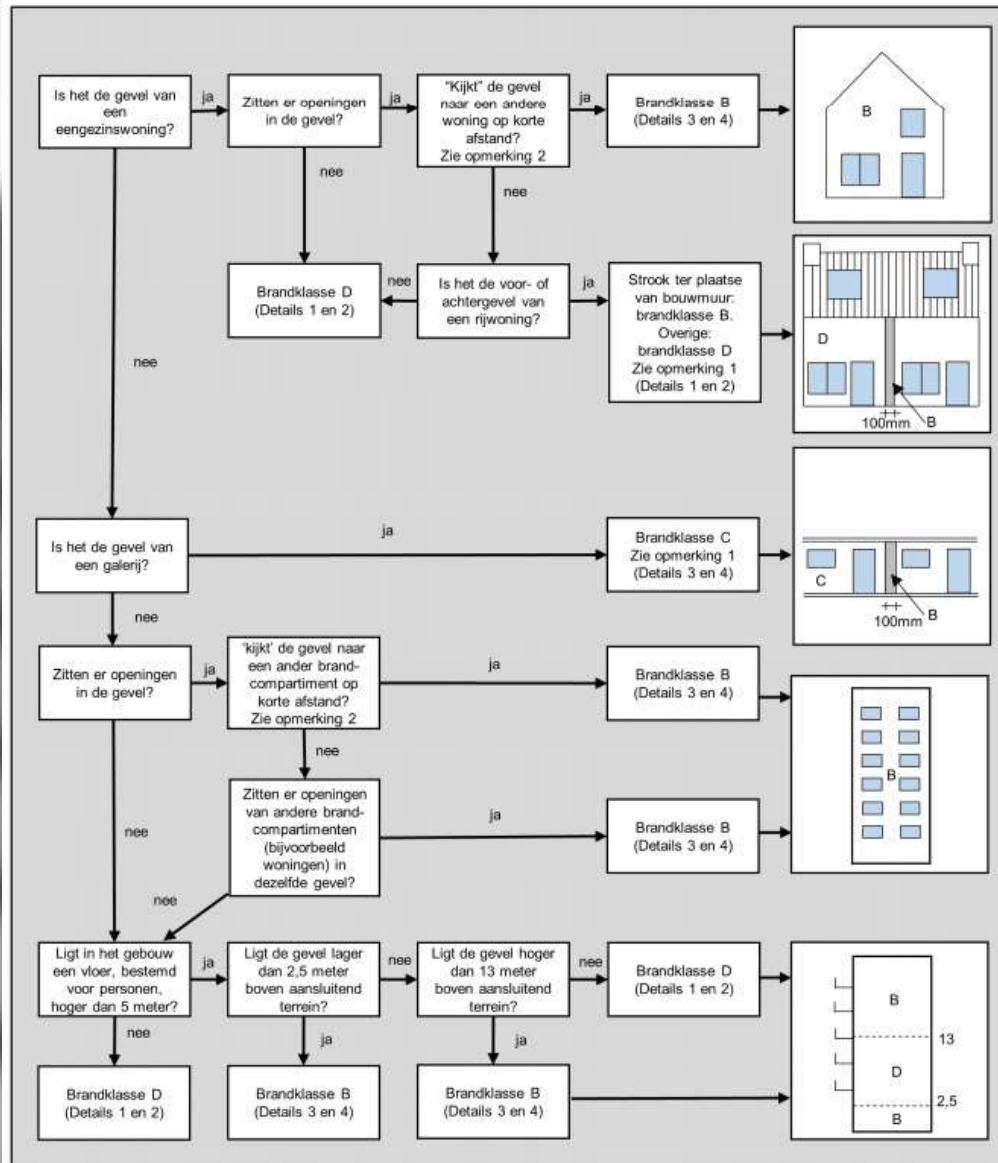 Is het de gevel van
een
eengezinswoning?
ja
Zitten er openingen
in de gevel?
ja
"Kijkt" de gevel
naar een andere
woning op korte
afstand?
Zie opmerking 2
ja
Brandklasse B
(Details 3 en 4)
B
nee
nee
nee
Brandklasse D
(Details 1 en 2)
nee
Is het de voor- of
achtergevel van
een rijwoning?
ja
Strook ter plaatse
van bouwmuur:
brandklasse B.
Overige:
brandklasse D
Zie opmerking 1
(Details 1 en 2)
D
100mm
B
Is het de gevel van
een galerij?
ja
Brandklasse C
Zie opmerking 1
(Details 3 en 4)
C
100mm
B
nee
Zitten er openingen
in de gevel?
ja
'kijkt' de gevel naar
een ander brand-
compartiment op
korte afstand?
Zie opmerking 2
ja
Brandklasse B
(Details 3 en 4)
B
nee
nee
Zitten er openingen
van andere brand-
compartimenten
(bijvoorbeeld
woningen) in
dezelfde gevel?
ja
Brandklasse B
(Details 3 en 4)
nee
Ligt in het gebouw
een vloer, bestemd
voor personen,
hoger dan 5 meter?
ja
Ligt de gevel lager
dan 2,5 meter
boven aansluitend
terrein?
nee
Ligt de gevel hoger
dan 13 meter
boven aansluitend
terrein?
nee
Brandklasse D
(Details 1 en 2)
B
13
D
2,5
B
nee
ja
ja
Brandklasse D
(Details 1 en 2)
Brandklasse B
(Details 3 en 4)
Brandklasse B
(Details 3 en 4)